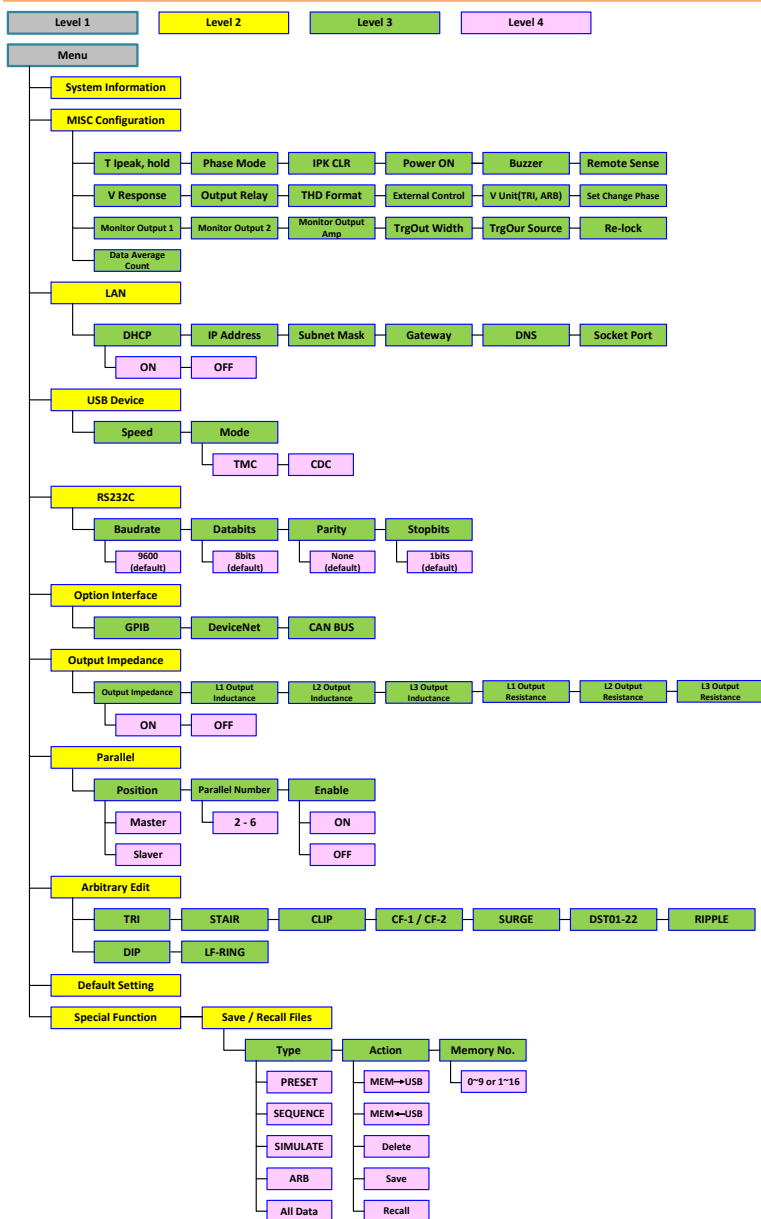 Level 1
Level 2
Level 3
Level 4
Menu
System Information
MISC Configuration
T Ipeak, hold
Phase Mode
IPK CLR
Power ON
Buzzer
Remote Sense
V Response
Output Relay
THD Format
External Control
V Unit(TRI, ARB)
Set Change Phase
Monitor Output 1
Monitor Output 2
Monitor Output
Amp
TrgOut Width
TrgOur Source
Re-lock
Data Average
Count
LAN
DHCP
IP Address
Subnet Mask
Gateway
DNS
Socket Port
ON
OFF
USB Device
Speed
Mode
TMC
CDC
RS232C
Baudrate
Databits
Parity
Stopbits
9600
(default)
8bits
(default)
None
(default)
1bits
(default)
Option Interface
GPIB
DeviceNet
CAN BUS
Output Impedance
Output Impedance
L1 Output
Inductance
L2 Output
Inductance
L3 Output
Inductance
L1 Output
Resistance
L2 Output
Resistance
L3 Output
Resistance
ON
OFF
Parallel
Position
Parallel Number
Enable
Master
2 - 6
ON
Slaver
OFF
Arbitrary Edit
TRI
STAIR
CLIP
CF-1 / CF-2
SURGE
DST01-22
RIPPLE
DIP
LF-RING
Default Setting
Special Function
Save / Recall Files
Type
Action
Memory No.
PRESET
MEM→USB
0~9 or 1~16
SEQUENCE
MEM←USB
SIMULATE
Delete
ARB
Save
All Data
Recall